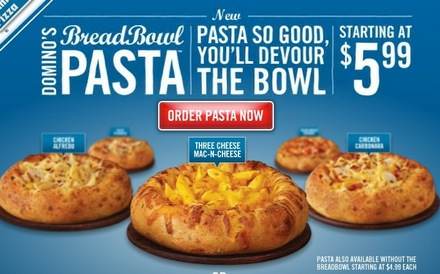 izza
New
DOMINO'S
BreadBowl
PASTA
PASTA SO GOOD,
YOU'LL DEVOUR
THE BOWL
STARTING AT
$5.99
ORDER PASTA NOW
THREE CHEESE
MAC-N-CHEESE
CHICKEN
ALFREDO
CHICKEN
CARBONARA
PASTA ALSO AVAILABLE WITHOUT THE
BREADBOWL STARTING AT $4.99 EACH